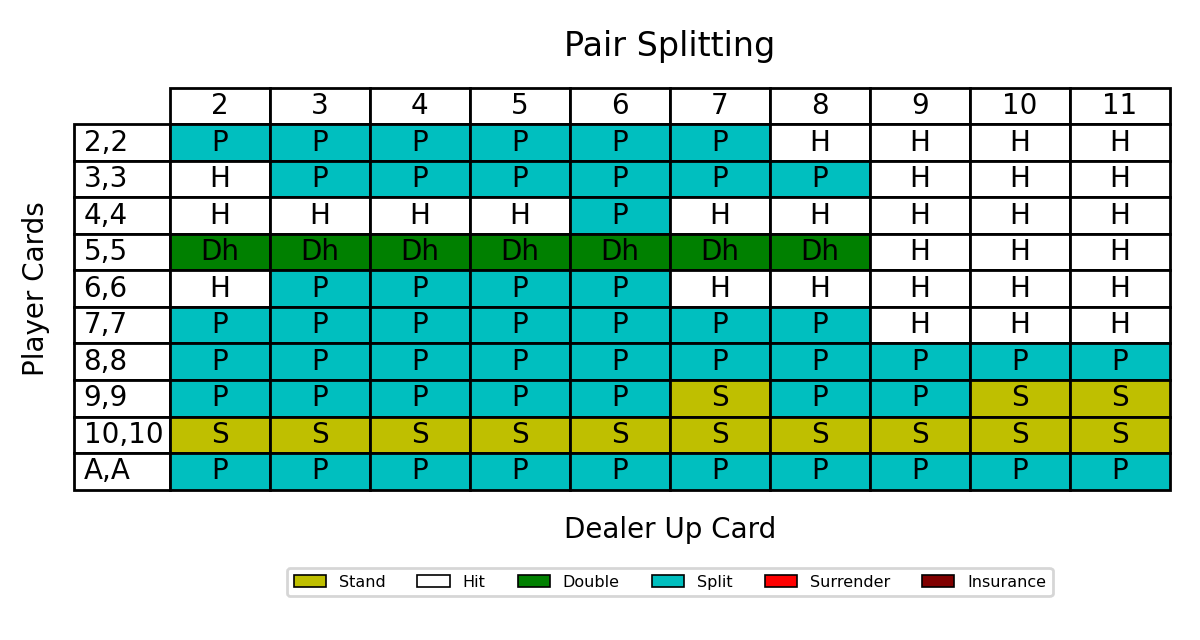 Pair Splitting
2 3 4 5 6 7 8 9 10 11
2,2 P P P P P P H H H H
3,3 H P P P P P P H H H
4,4 H H H H P H H H H H
5,5 Dh Dh Dh Dh Dh Dh Dh H H H
6,6 H P P P P H H H H H
7,7 P P P P P P P H H H
8,8 P P P P P P P P P P
9,9 P P P P P S P P S S
10,10 S S S S S S S S S S
A,A P P P P P P P P P P
Player Cards
Dealer Up Card
Stand Hit Double Split Surrender Insurance